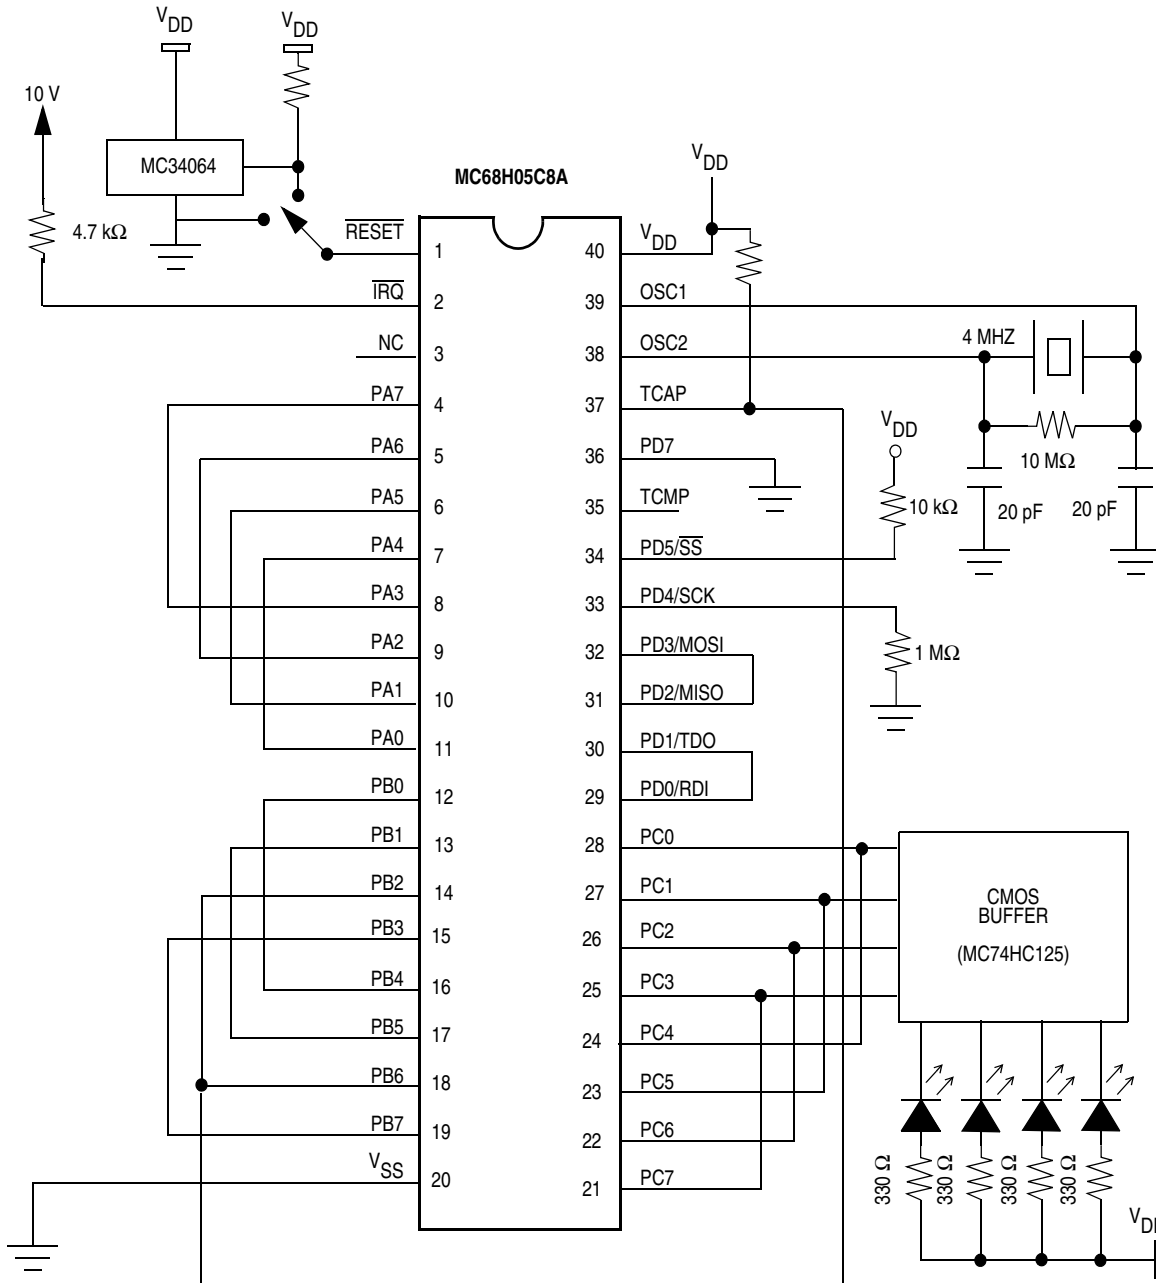 VDD
VDD
10 V
MC34064
4.7 kΩ
MC68H05C8A
VDD
RESET
1
IRQ
2
NC
3
PA7
4
PA6
5
PA5
6
PA4
7
PA3
8
PA2
9
PA1
10
PA0
11
PB0
12
PB1
13
PB2
14
PB3
15
PB4
16
PB5
17
PB6
18
PB7
19
VSS
20
40
VDD
39
OSC1
38
OSC2
37
TCAP
36
PD7
35
TCMP
34
PD5/SS
33
PD4/SCK
32
PD3/MOSI
31
PD2/MISO
30
PD1/TDO
29
PD0/RDI
28
PC0
27
PC1
26
PC2
25
PC3
24
PC4
23
PC5
22
PC6
21
PC7
4 MHZ
10 MΩ
20 pF
20 pF
VDD
10 kΩ
1 MΩ
CMOS
BUFFER
(MC74HC125)
330 Ω
330 Ω
330 Ω
330 Ω